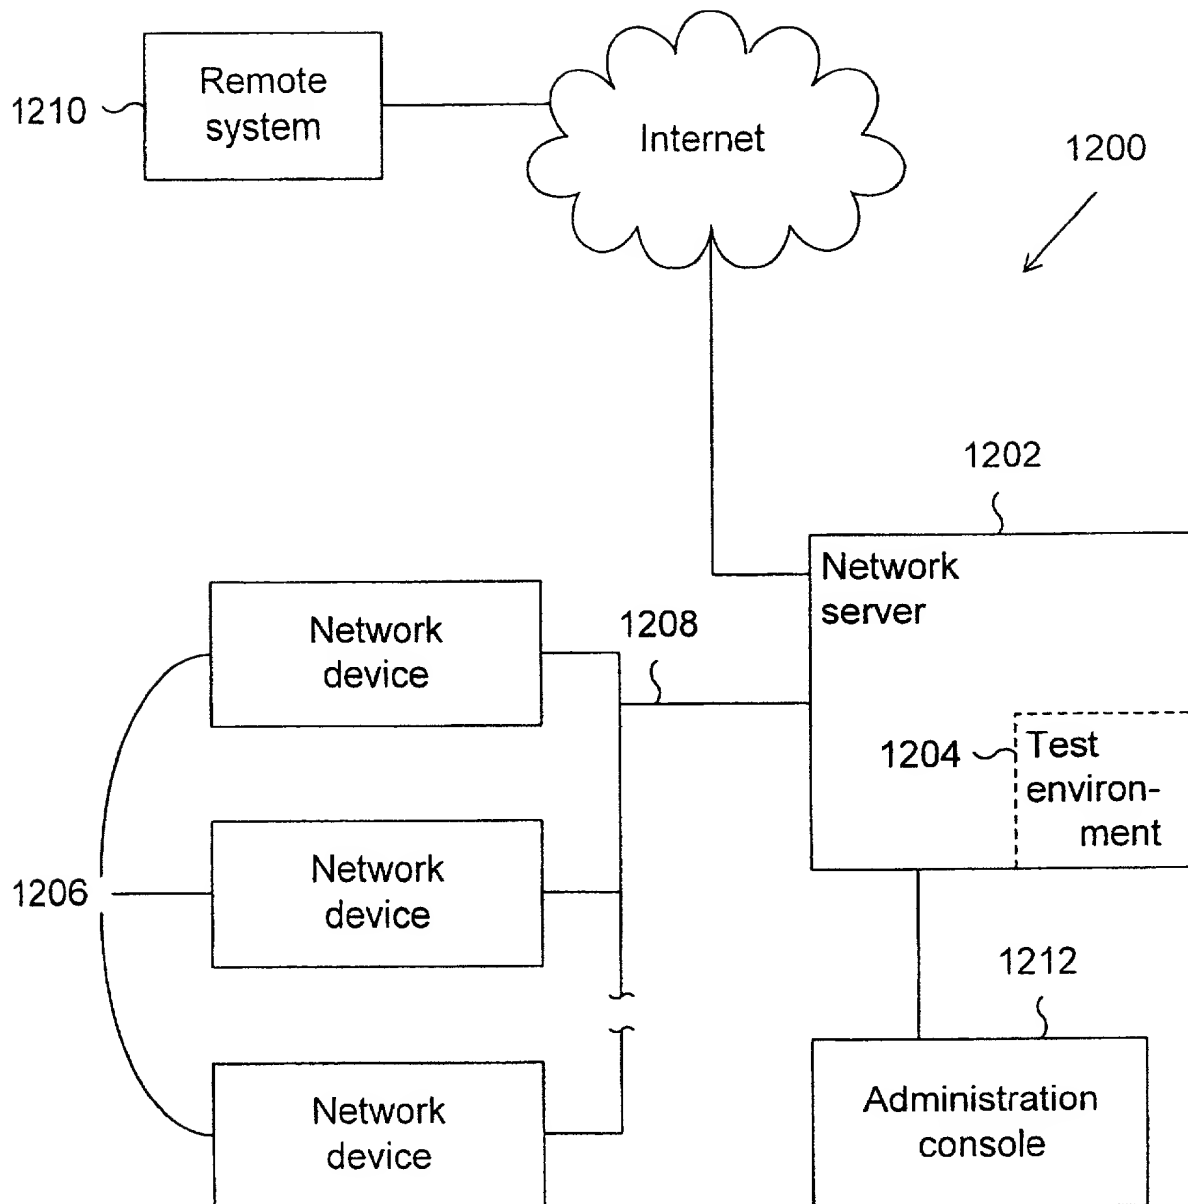 Remote
system
1210
Internet
1200
1202
Network
server
1208
Network
device
1204
Test
environ-
ment
Network
device
1206
1212
Network
device
Administration
console